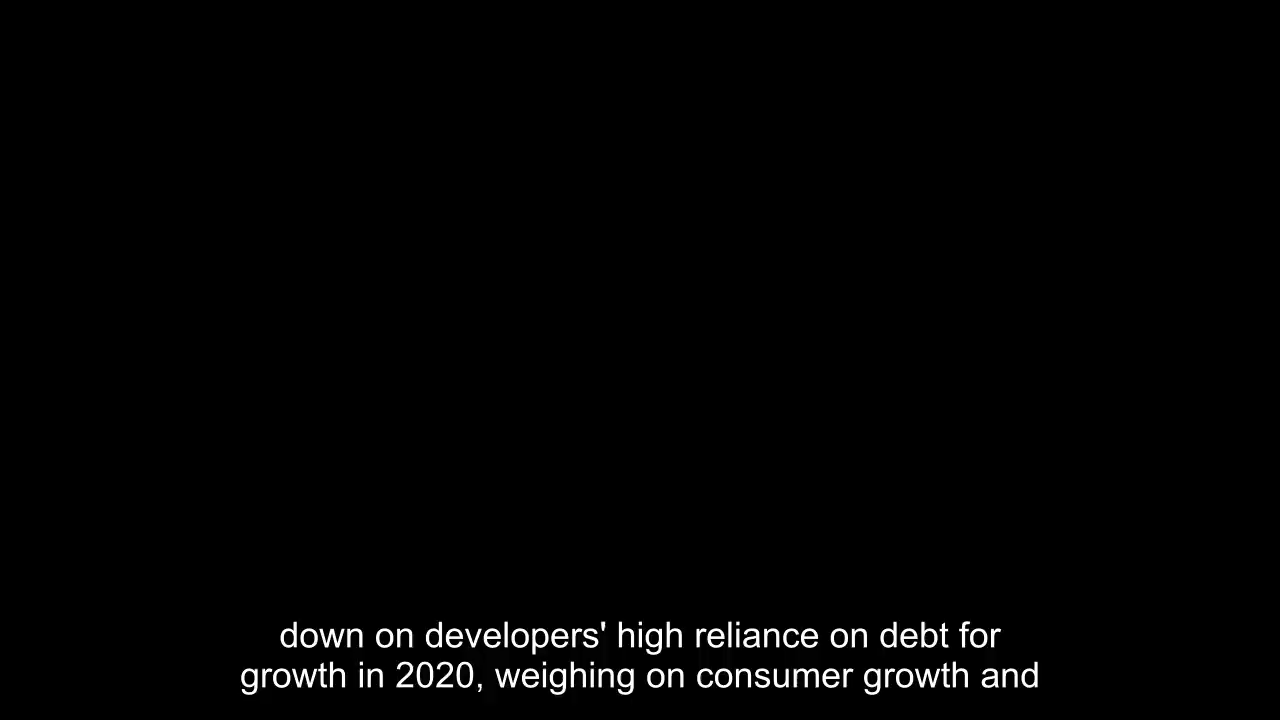 down on developers' high reliance on debt for
growth in 2020, weighing on consumer growth and